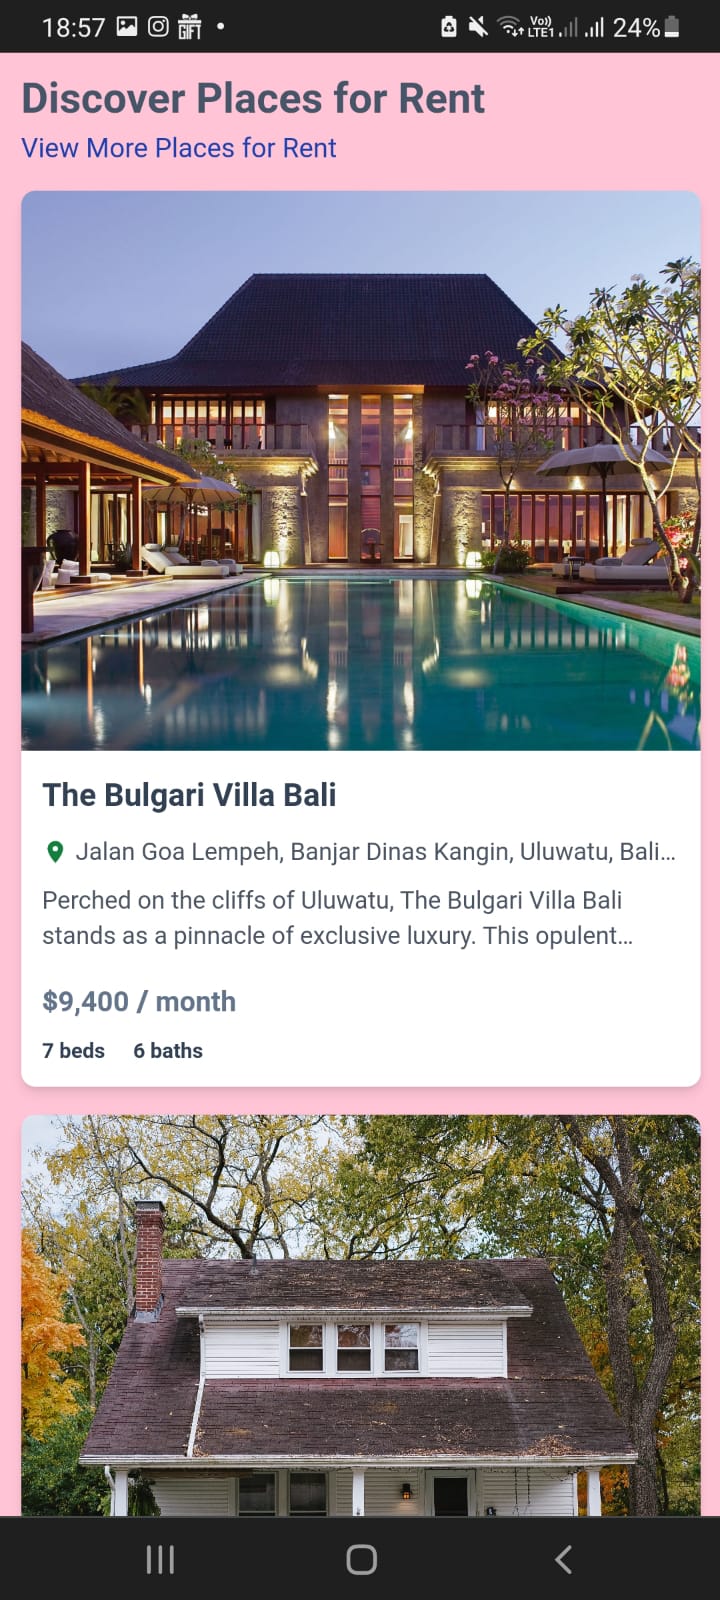 18:57 GIFT Vo)) LTE1 24%
Discover Places for Rent
View More Places for Rent
The Bulgari Villa Bali
Jalan Goa Lempeh, Banjar Dinas Kangin, Uluwatu, Bali...
Perched on the cliffs of Uluwatu, The Bulgari Villa Bali
stands as a pinnacle of exclusive luxury. This opulent...
$9,400 / month
7 beds 6 baths